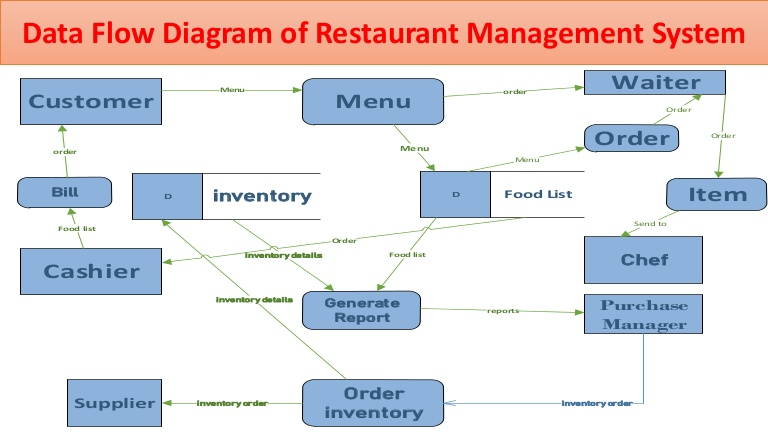 Data Flow Diagram of Restaurant Management System
Customer
Menu
Menu
order
Waiter
Order
Order
Order
Menu
Menu
order
Bill
D
inventory
D
Food List
Item
Send to
Food list
Order
Cashier
Inventory details
Food list
Chef
Inventory details
Generate
Report
reports
Purchase
Manager
Supplier
Inventory order
Order
inventory
Inventory order